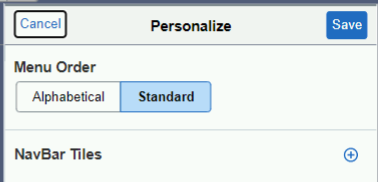 Cancel Personalize Save
Menu Order
Alphabetical Standard
NavBar Tiles